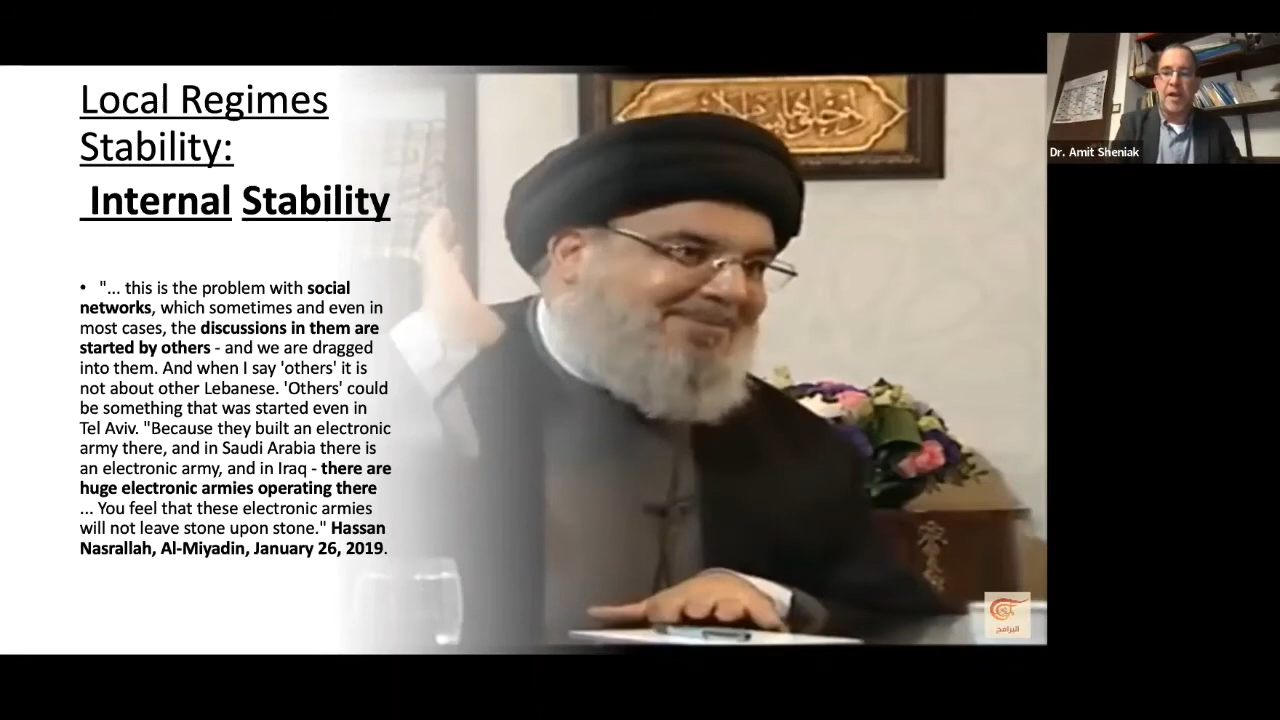 Local Regimes
Stability:
Internal Stability
• "... this is the problem with social
networks, which sometimes and even in
most cases, the discussions in them are
started by others - and we are dragged
into them. And when I say 'others' it is
not about other Lebanese. 'Others' could
be something that was started even in
Tel Aviv. "Because they built an electronic
army there, and in Saudi Arabia there is
an electronic army, and in Iraq - there are
huge electronic armies operating there
... You feel that these electronic armies
will not leave stone upon stone." Hassan
Nasrallah, Al-Miyadin, January 26, 2019.
Dr. Amit Sheniak
البرامج